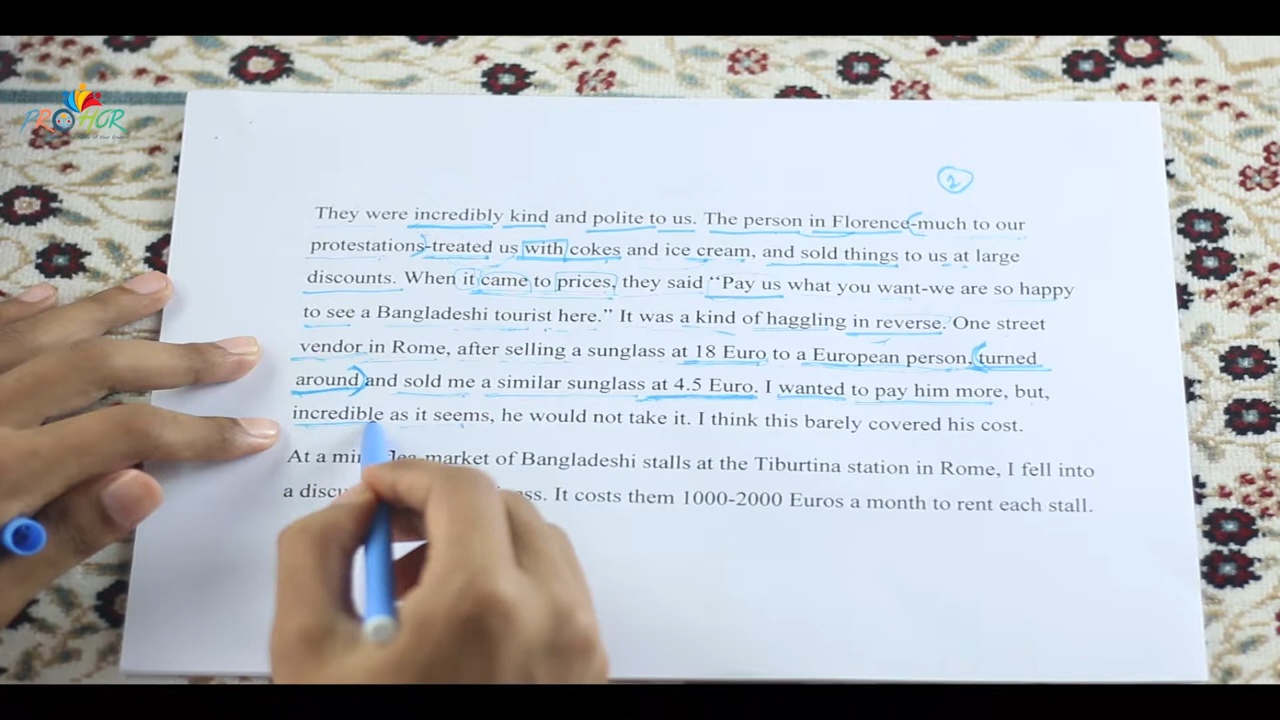 PROHOR
2
They were incredibly kind and polite to us. The person in Florence-much to our
protestations-treated us with cokes and ice cream, and sold things to us at large
discounts. When it came to prices, they said “Pay us what you want-we are so happy
to see a Bangladeshi tourist here.” It was a kind of haggling in reverse. One street
vendor in Rome, after selling a sunglass at 18 Euro to a European person, turned
around and sold me a similar sunglass at 4.5 Euro. I wanted to pay him more, but,
incredible as it seems, he would not take it. I think this barely covered his cost.
At a market of Bangladeshi stalls at the Tiburtina station in Rome, I fell into
a It costs them 1000-2000 Euros a month to rent each stall.